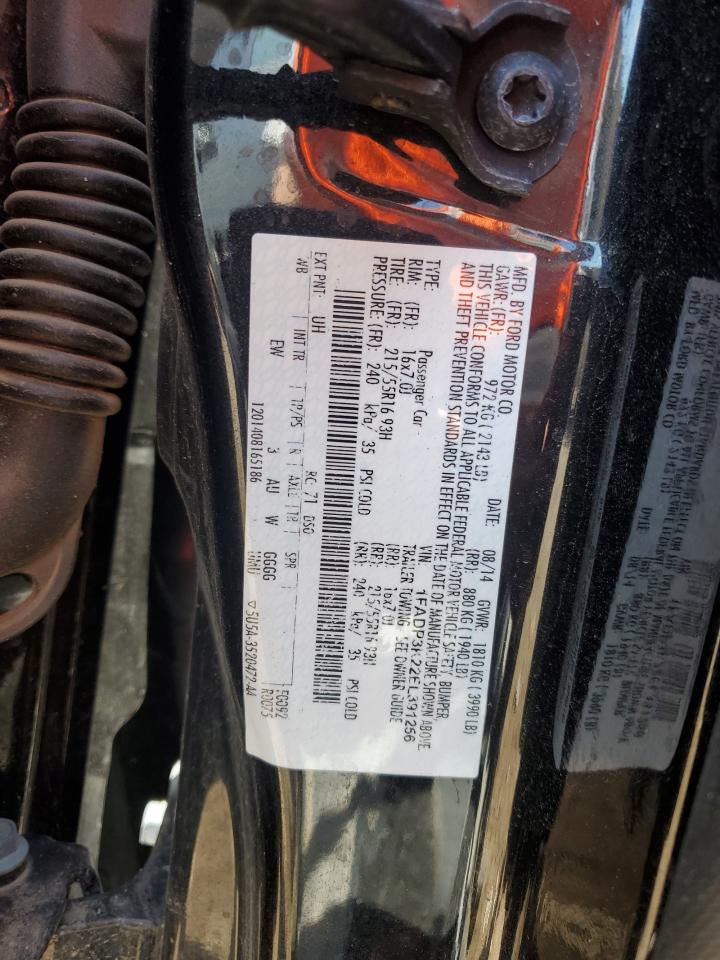 MFD. BY FORD MOTOR CO.
DATE: 08/14 GVWR: 1810 KG ( 3990 LB)
GAWR:(FR): 972 KG ( 2143 LB) (RR): 880 KG ( 1940 LB)
THIS VEHICLE CONFORMS TO ALL APPLICABLE FEDERAL MOTOR VEHICLE SAFETY, BUMPER,
AND THEFT PREVENTION STANDARDS IN EFFECT ON THE DATE OF MANUFACTURE SHOWN ABOVE.
VIN: 1FADP3K22EL391256
TYPE: Passenger Car - TRAILER TOWING - SEE OWNER GUIDE
RIM: (FR): 16x7.0J (RR): 16x7.0J
TIRE: (FR): 215/55R16 93H (RR): 215/55R16 93H
PRESSURE: (FR): 240 kPa/ 35 PSI COLD (RR): 240 kPa/ 35 PSI COLD
EXT PNT: UH RC: 71 DSO
WB INT TR TP/PS R AXLE TR SPR
EW 3 AU W GGGG
1201408165186 ▽5U5A-3520472-AA